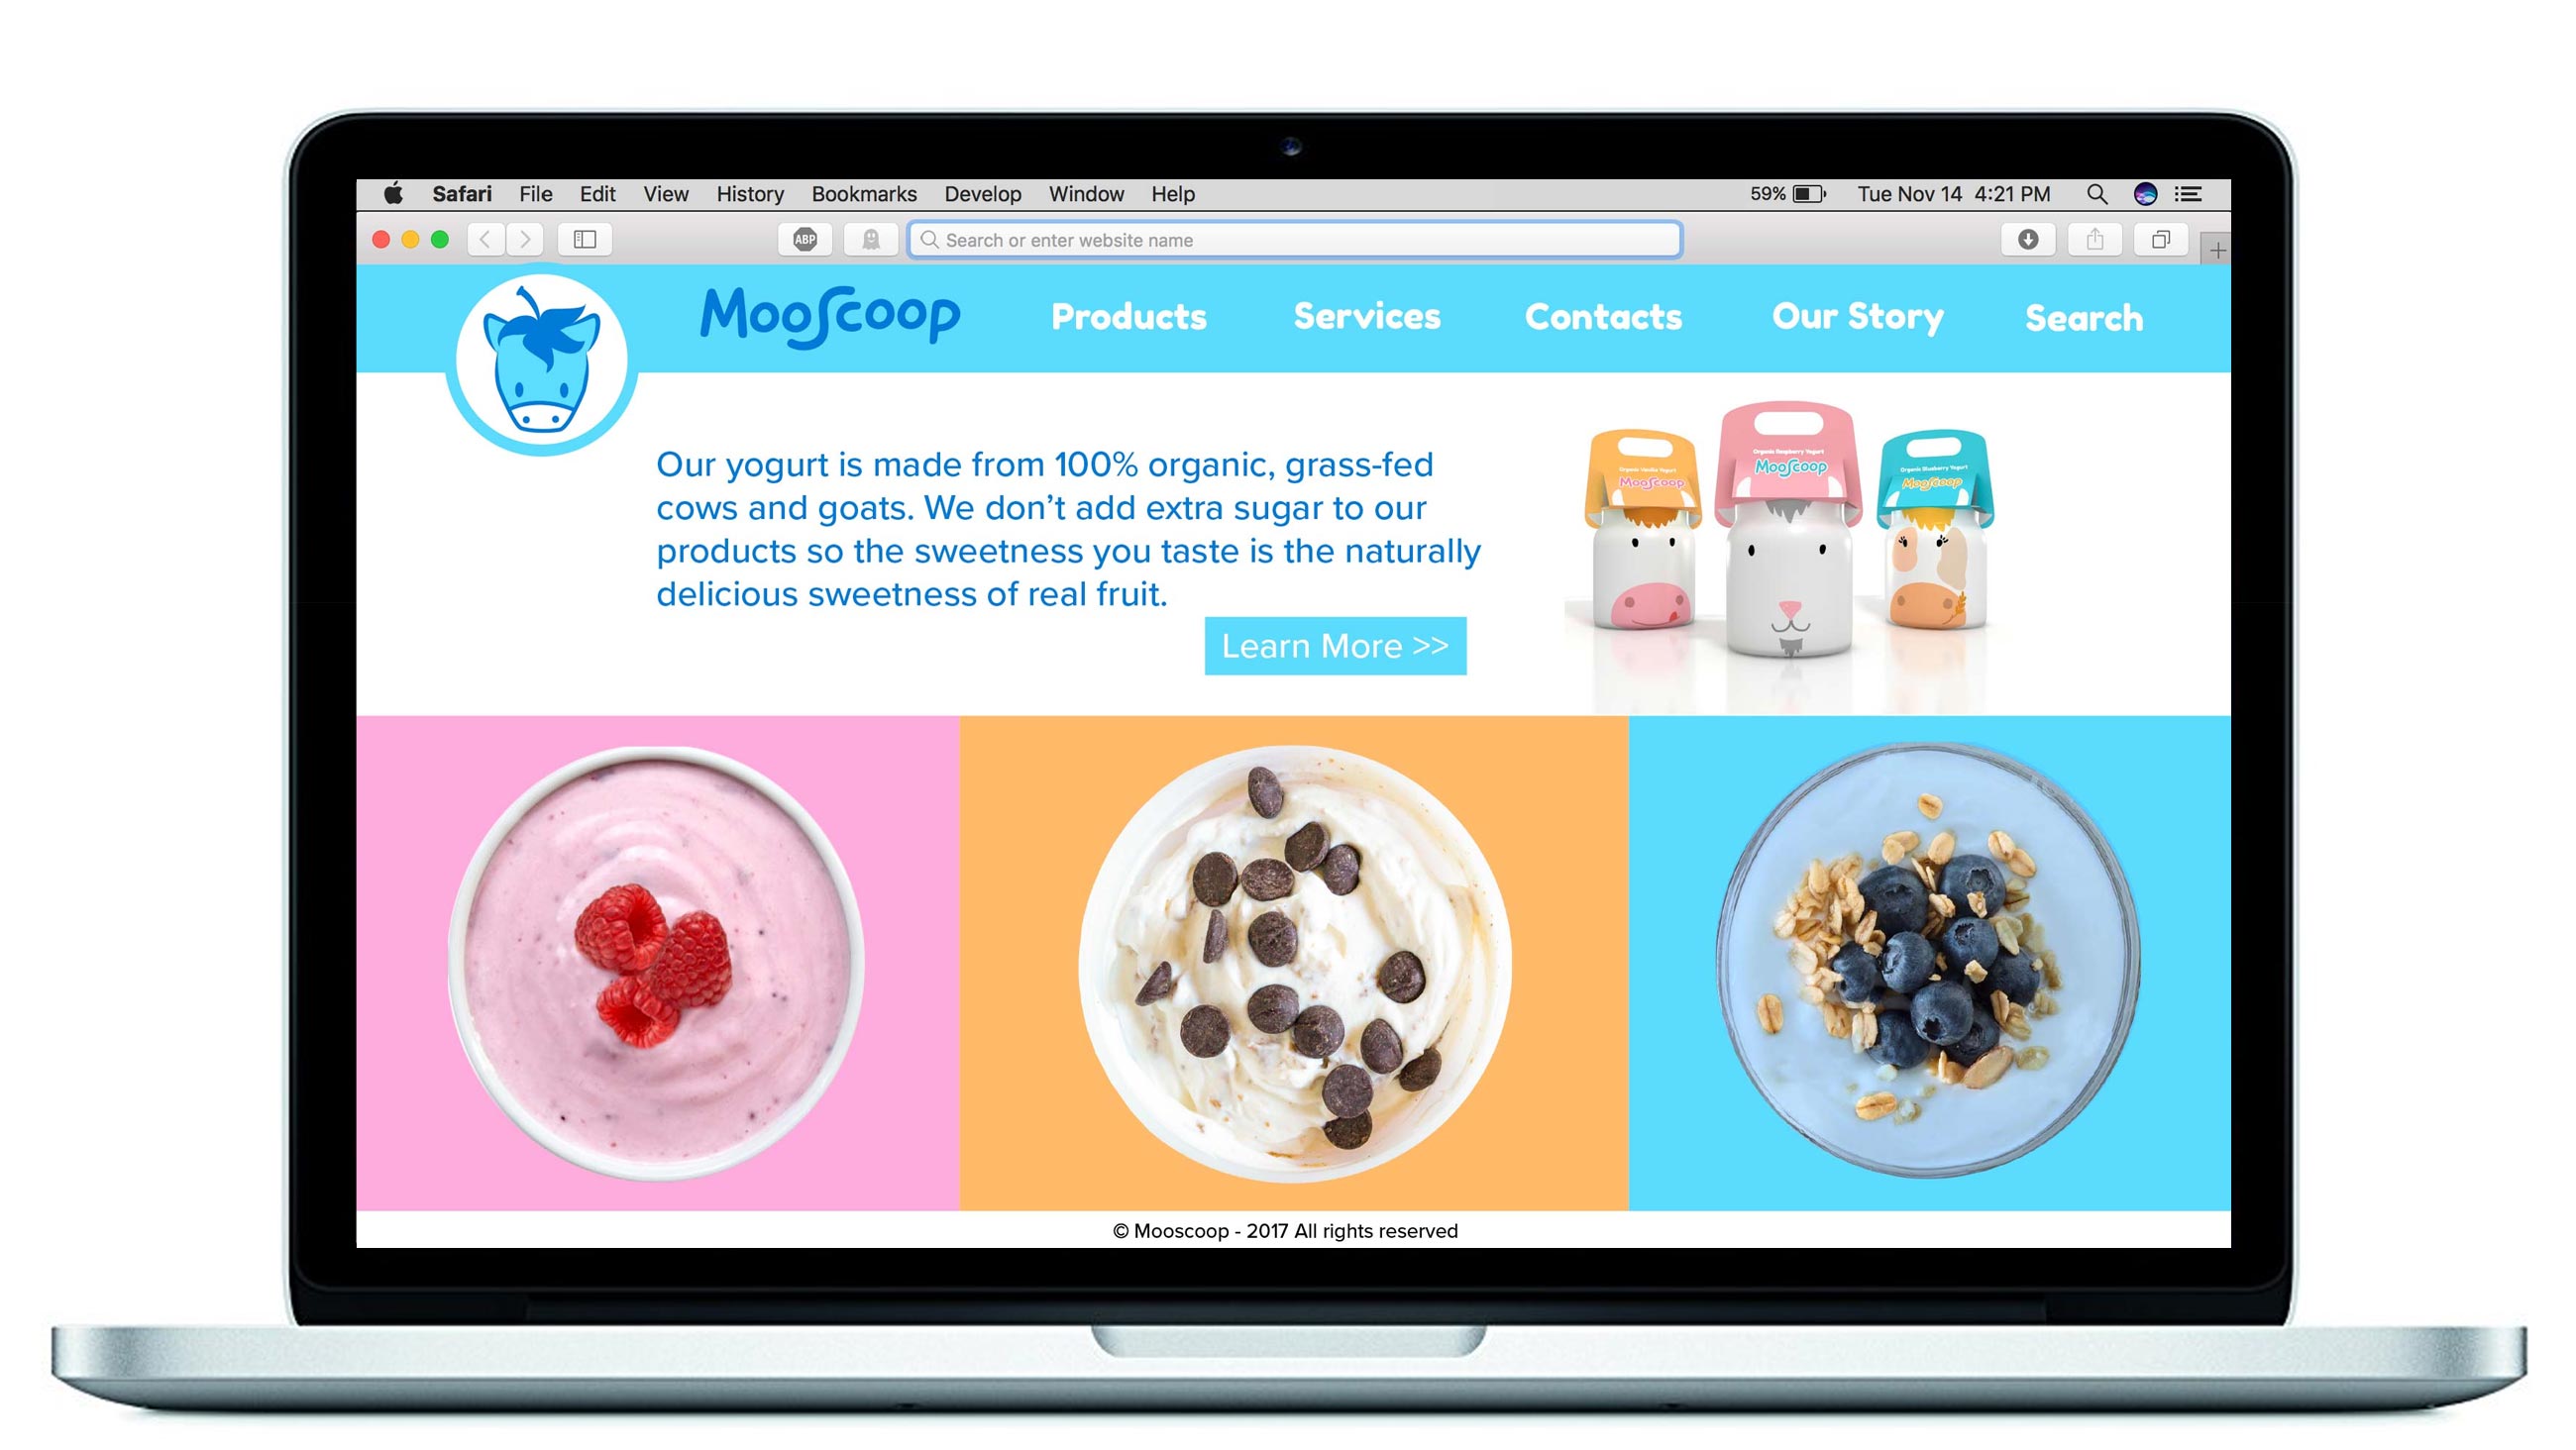 Safari File Edit View History Bookmarks Develop Window Help 59% Tue Nov 14 4:21 PM
ABP Search or enter website name
MooScoop Products Services Contacts Our Story Search
Our yogurt is made from 100% organic, grass-fed
cows and goats. We don’t add extra sugar to our
products so the sweetness you taste is the naturally
delicious sweetness of real fruit.
Learn More >>
Organic Vanilla Yogurt
MooScoop
Organic Raspberry Yogurt
MooScoop
Organic Blueberry Yogurt
MooScoop
© Mooscoop - 2017 All rights reserved